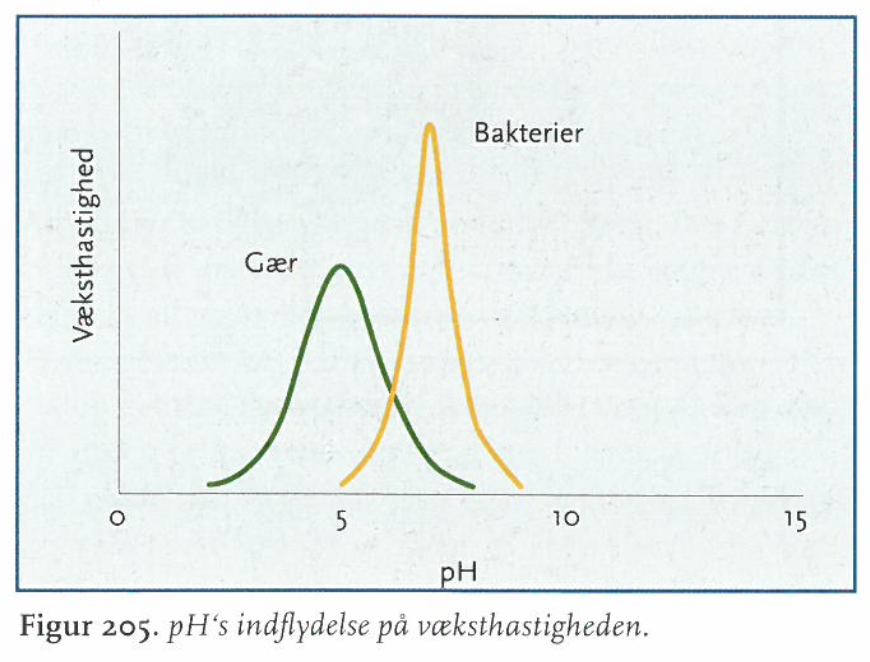 Bakterier
Gær
Væksthastighed
0 5 10 15
pH
Figur 205. pH's indflydelse på væksthastigheden.